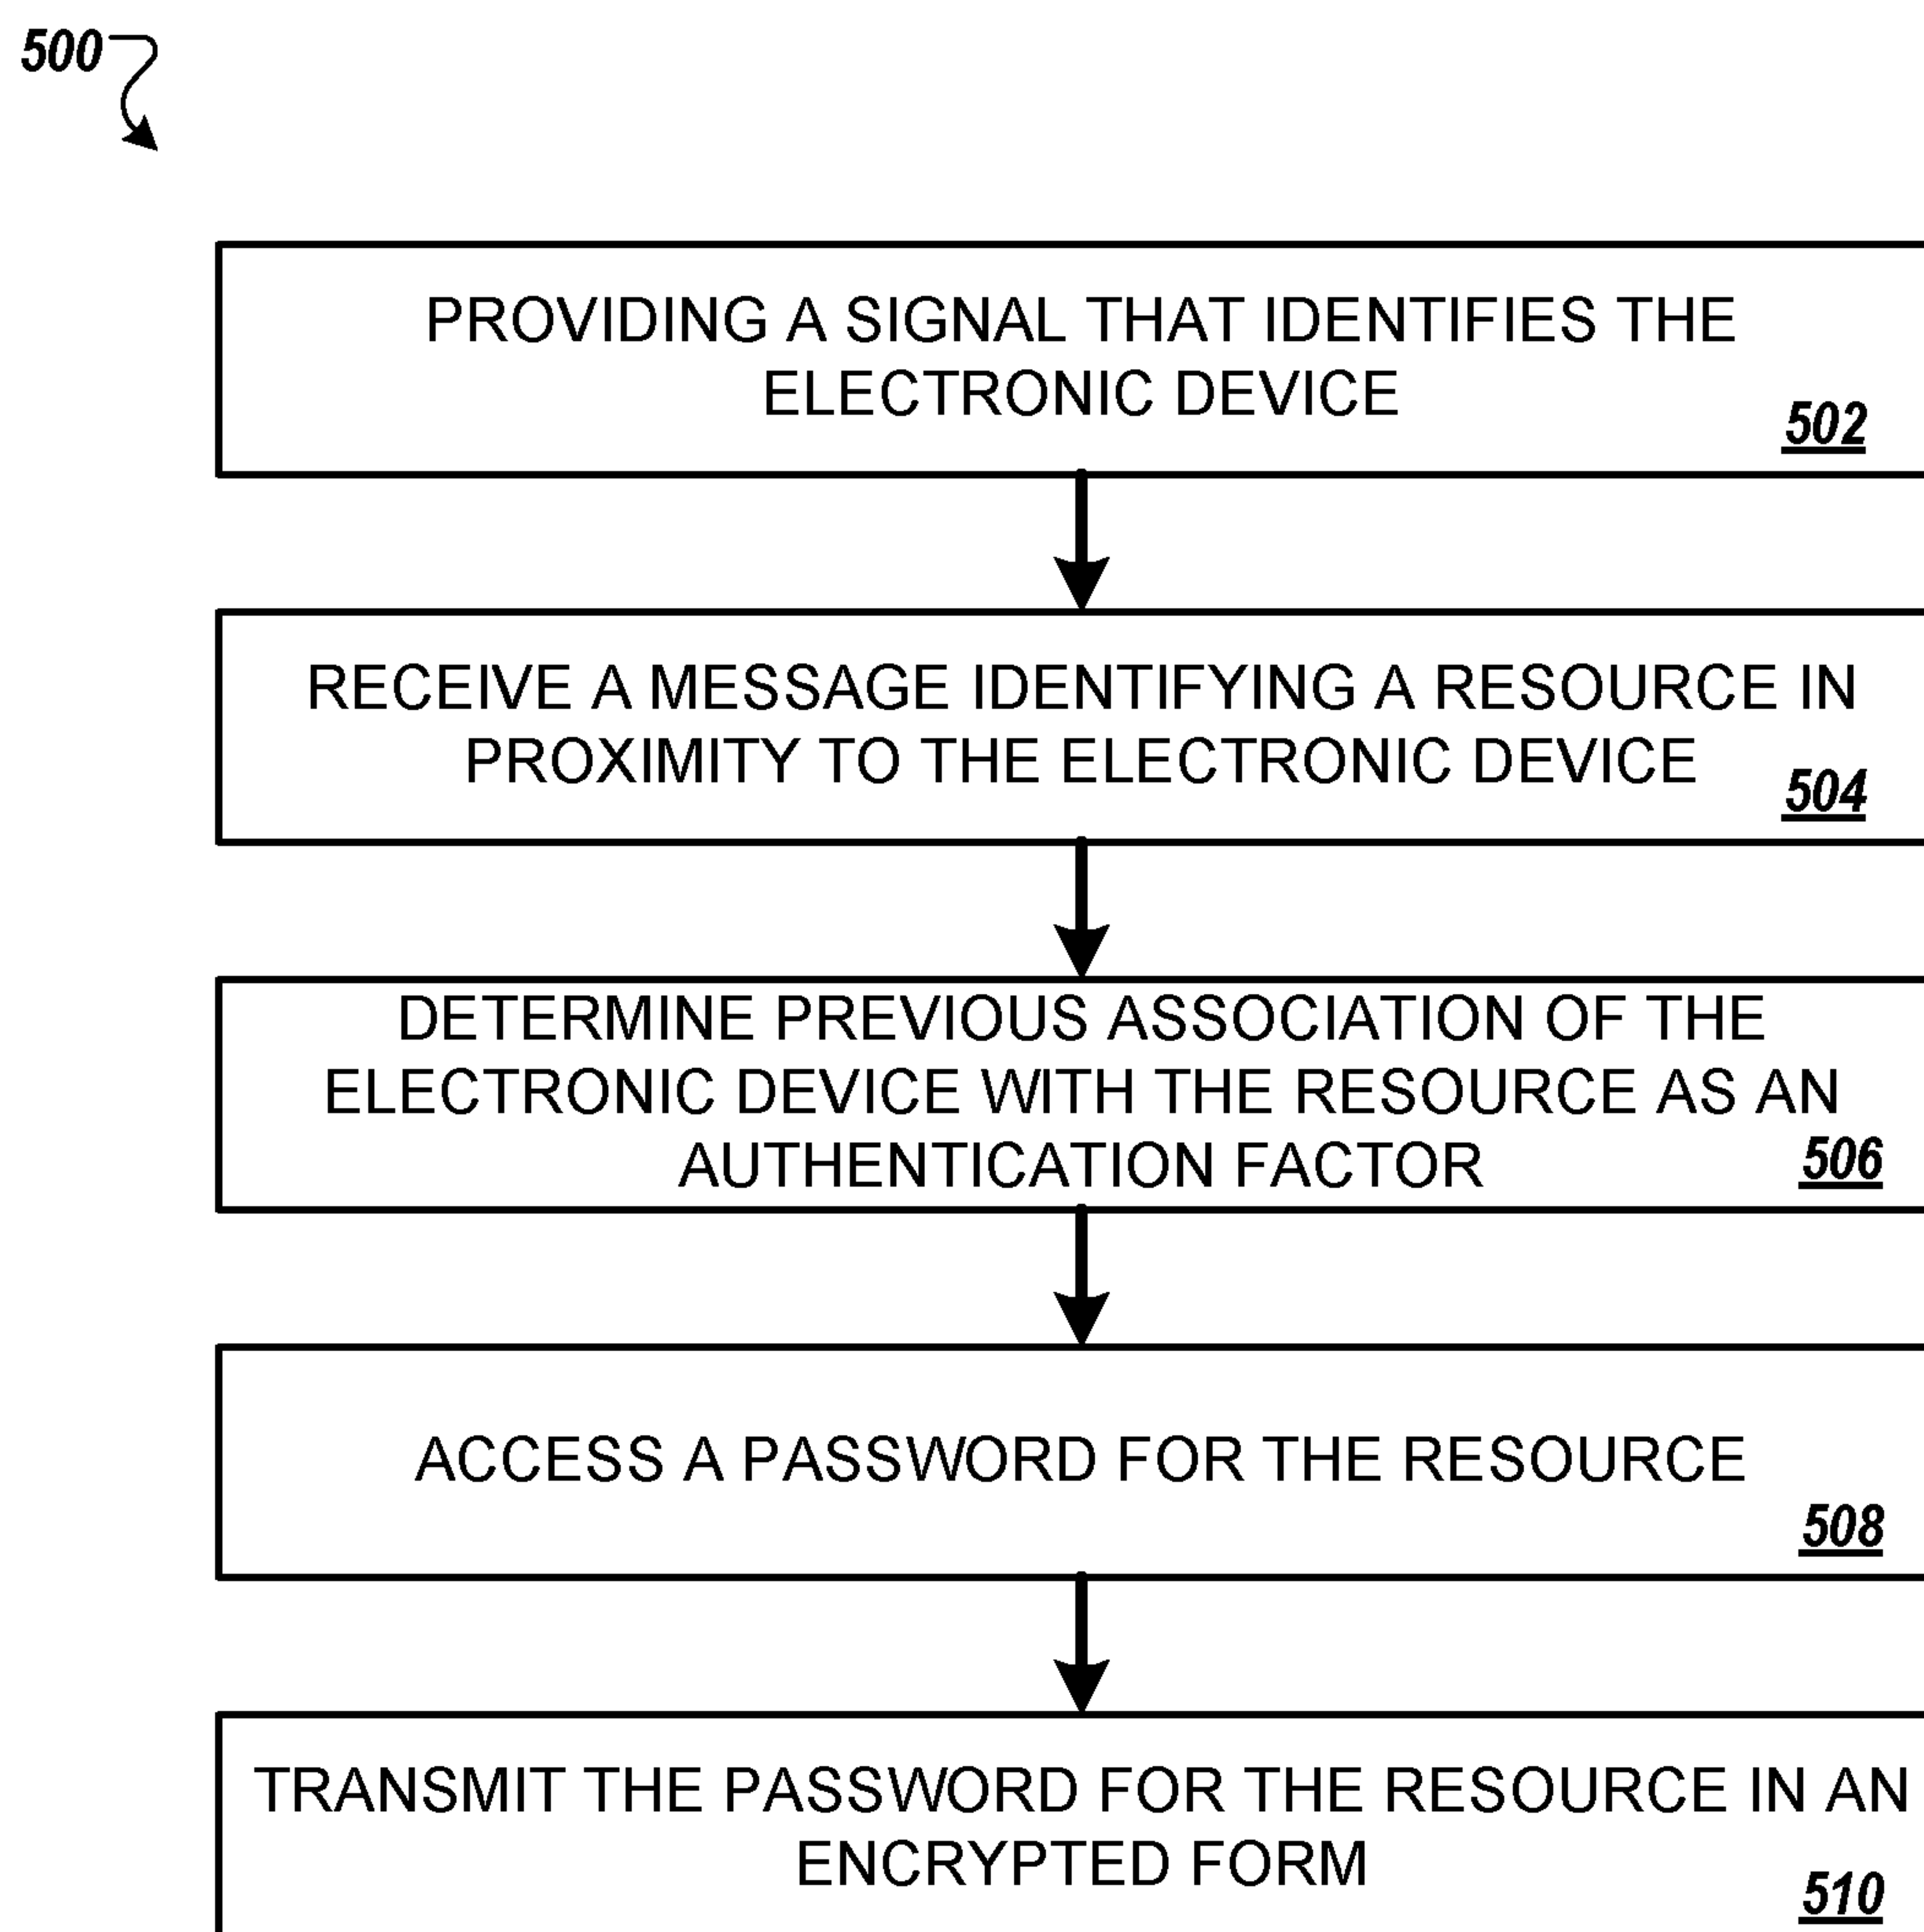 500
PROVIDING A SIGNAL THAT IDENTIFIES THE
ELECTRONIC DEVICE
502
RECEIVE A MESSAGE IDENTIFYING A RESOURCE IN
PROXIMITY TO THE ELECTRONIC DEVICE
504
DETERMINE PREVIOUS ASSOCIATION OF THE
ELECTRONIC DEVICE WITH THE RESOURCE AS AN
AUTHENTICATION FACTOR
506
ACCESS A PASSWORD FOR THE RESOURCE
508
TRANSMIT THE PASSWORD FOR THE RESOURCE IN AN
ENCRYPTED FORM
510